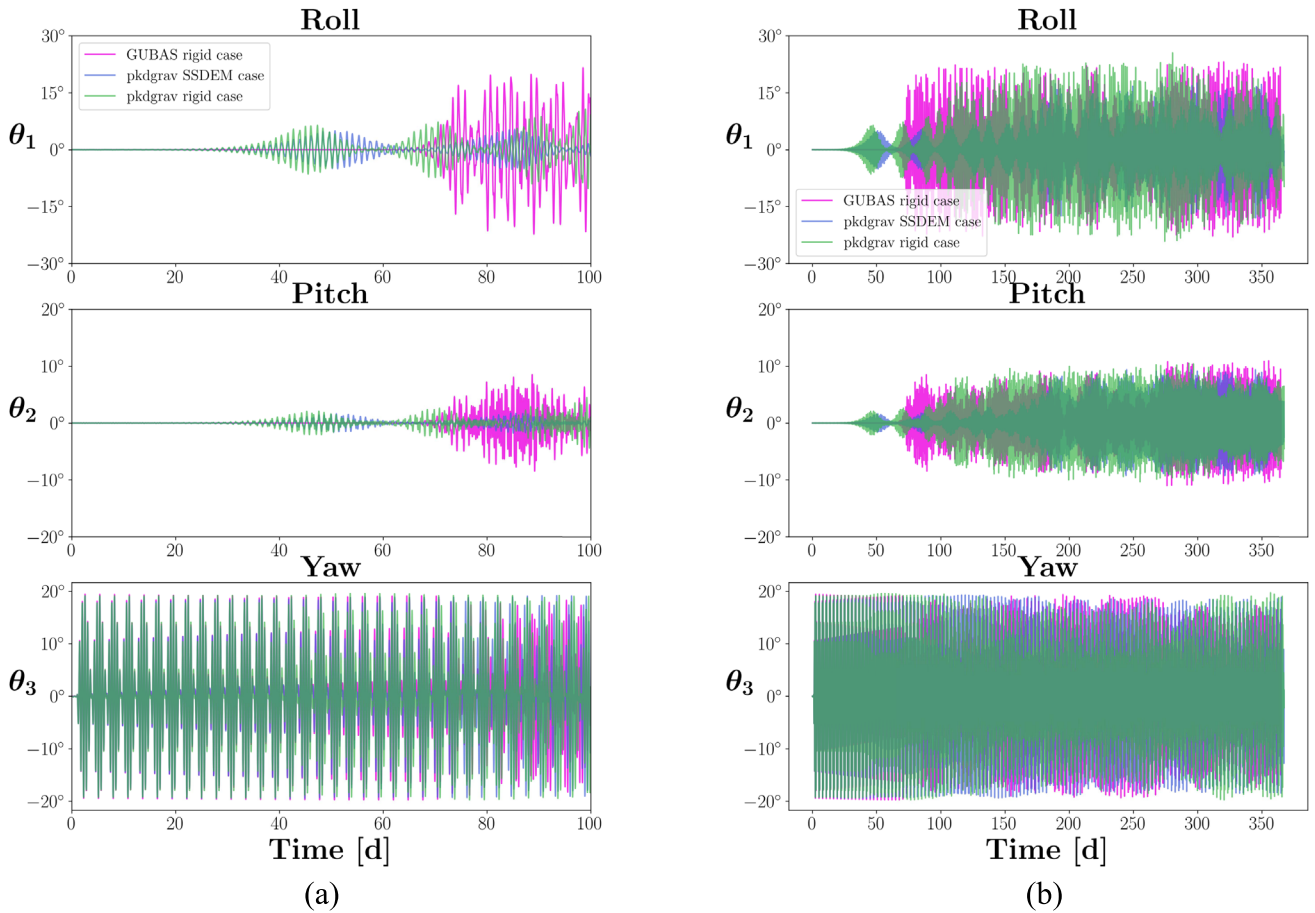 Roll
30°
15°
0°
−15°
−30°
θ1
GUBAS rigid case
pkdgrav SSDEM case
pkdgrav rigid case
0 20 40 60 80 100
Pitch
20°
10°
0°
−10°
−20°
θ2
0 20 40 60 80 100
Yaw
20°
10°
0°
−10°
−20°
θ3
0 20 40 60 80 100
Time [d]
(a)
Roll
30°
15°
0°
−15°
−30°
θ1
GUBAS rigid case
pkdgrav SSDEM case
pkdgrav rigid case
0 50 100 150 200 250 300 350
Pitch
20°
10°
0°
−10°
−20°
θ2
0 50 100 150 200 250 300 350
Yaw
20°
10°
0°
−10°
−20°
θ3
0 50 100 150 200 250 300 350
Time [d]
(b)